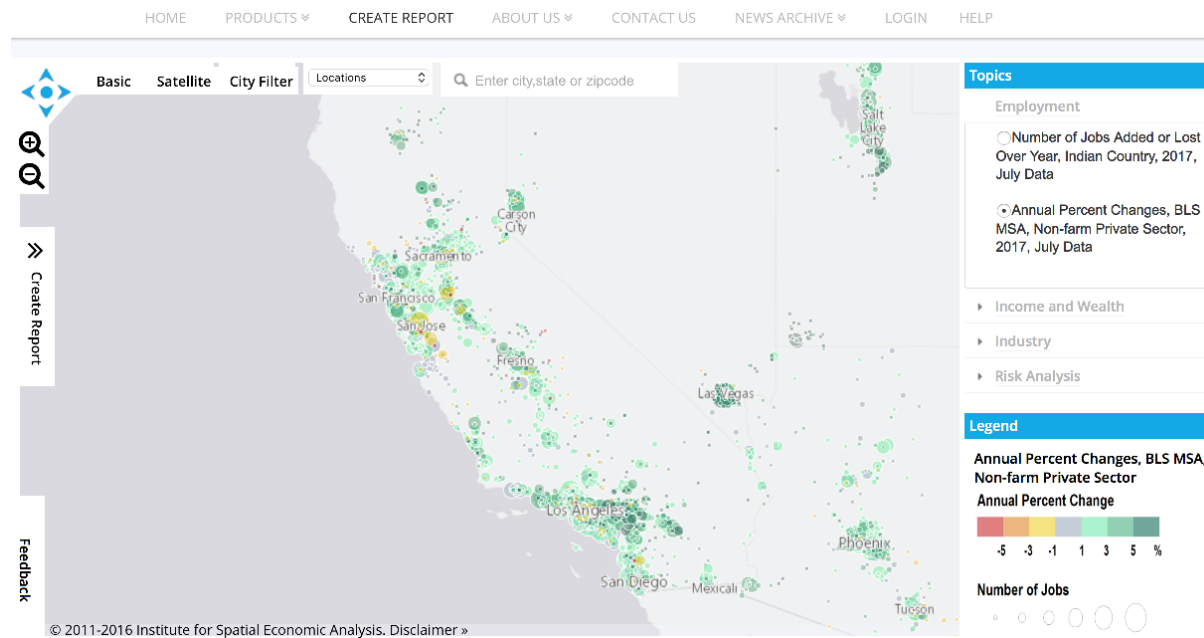 HOME PRODUCTS CREATE REPORT ABOUT US CONTACT US NEWS ARCHIVE LOGIN HELP
Basic Satellite City Filter Locations Enter city,state or zipcode
Create Report
Feedback
Salt
Lake
City
Carson
City
Sacramento
San Francisco
San Jose
Fresno
Las Vegas
Los Angeles
Phoenix
San Diego
Mexicali
Tucson
© 2011-2016 Institute for Spatial Economic Analysis. Disclaimer »
Topics
Employment
Number of Jobs Added or Lost
Over Year, Indian Country, 2017,
July Data
Annual Percent Changes, BLS
MSA, Non-farm Private Sector,
2017, July Data
Income and Wealth
Industry
Risk Analysis
Legend
Annual Percent Changes, BLS MSA,
Non-farm Private Sector
Annual Percent Change
-5 -3 -1 1 3 5 %
Number of Jobs